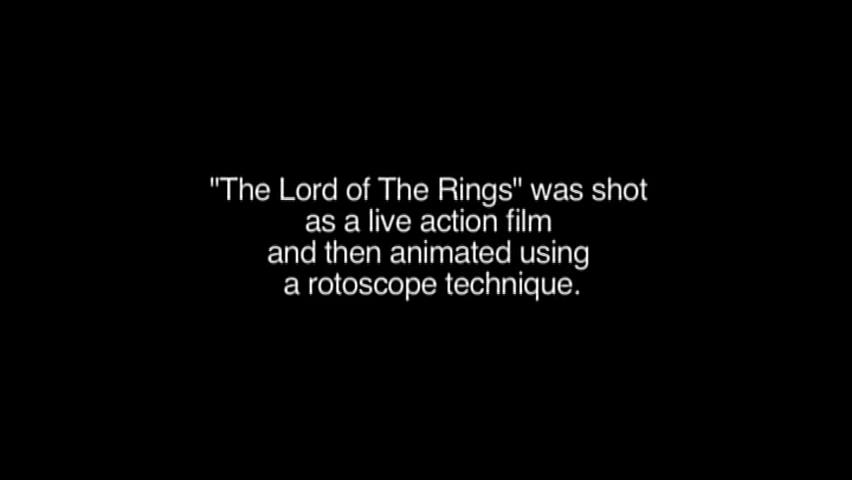 "The Lord of The Rings" was shot
as a live action film
and then animated using
a rotoscope technique.